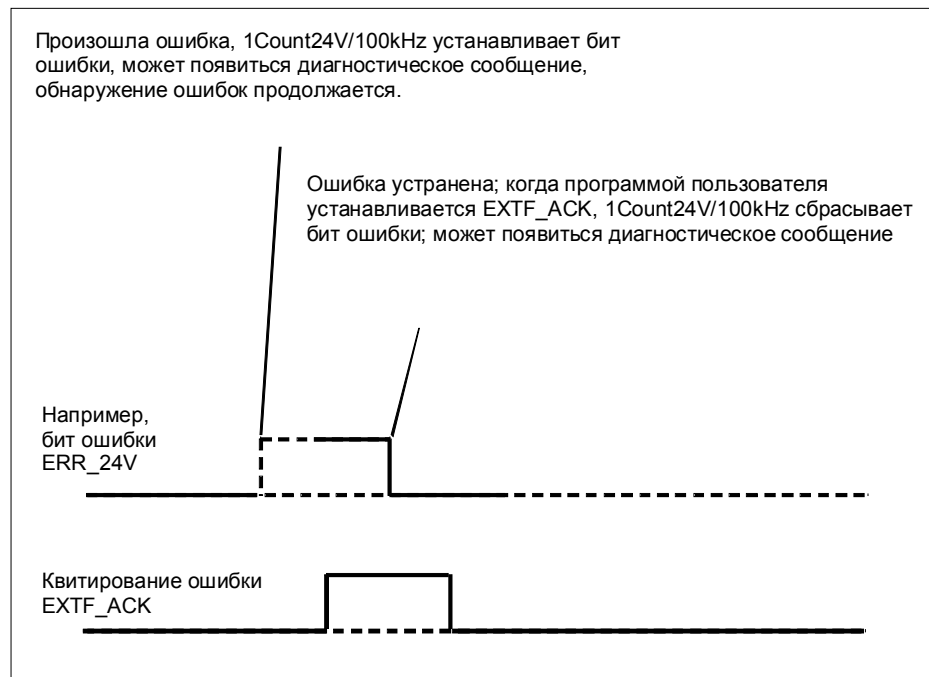 Произошла ошибка, 1Count24V/100kHz устанавливает бит
ошибки, может появиться диагностическое сообщение,
обнаружение ошибок продолжается.
Ошибка устранена; когда программой пользователя
устанавливается EXTF_ACK, 1Count24V/100kHz сбрасывает
бит ошибки; может появиться диагностическое сообщение
Например,
бит ошибки
ERR_24V
Квитирование ошибки
EXTF_ACK